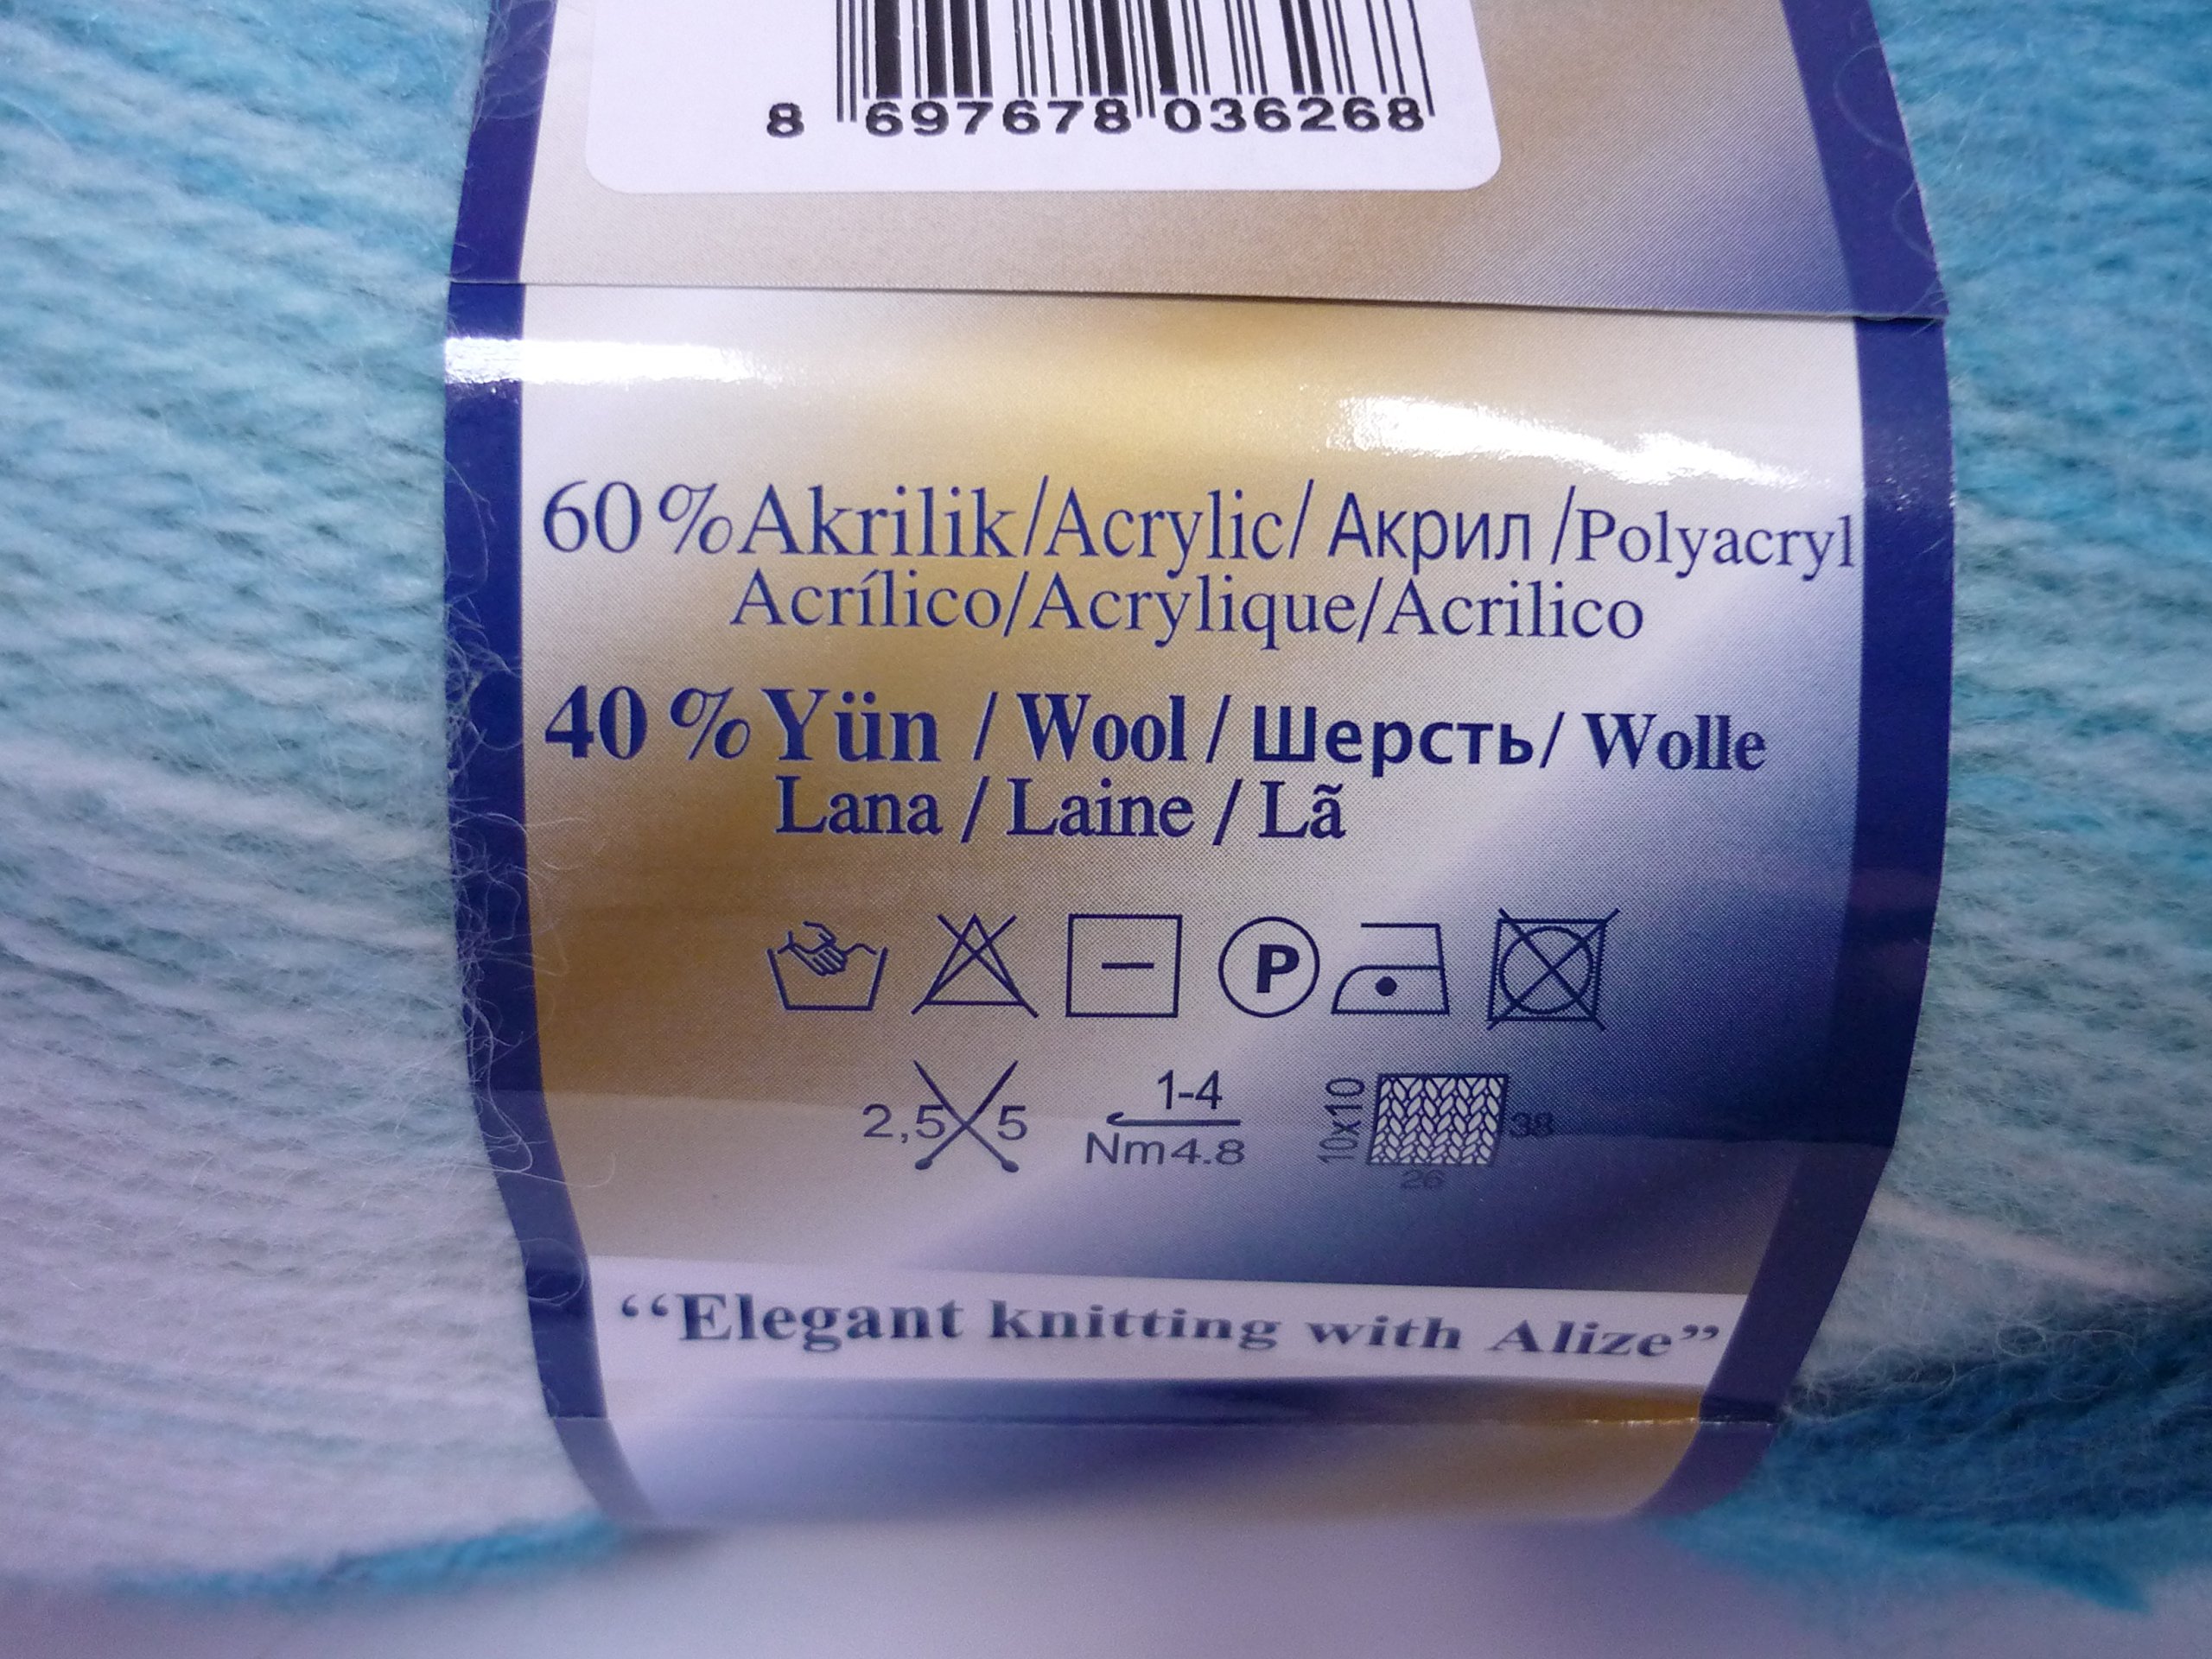 8 697678 036268
60 % Akrilik/Acrylic/ Акрил /Polyacryl
Acrílico/Acrylique/Acrilico
40 % Yün / Wool / Шерсть/ Wolle
Lana / Laine / Lã
P
2,5 5
1-4
Nm4.8
10x10
38
26
“Elegant knitting with Alize”